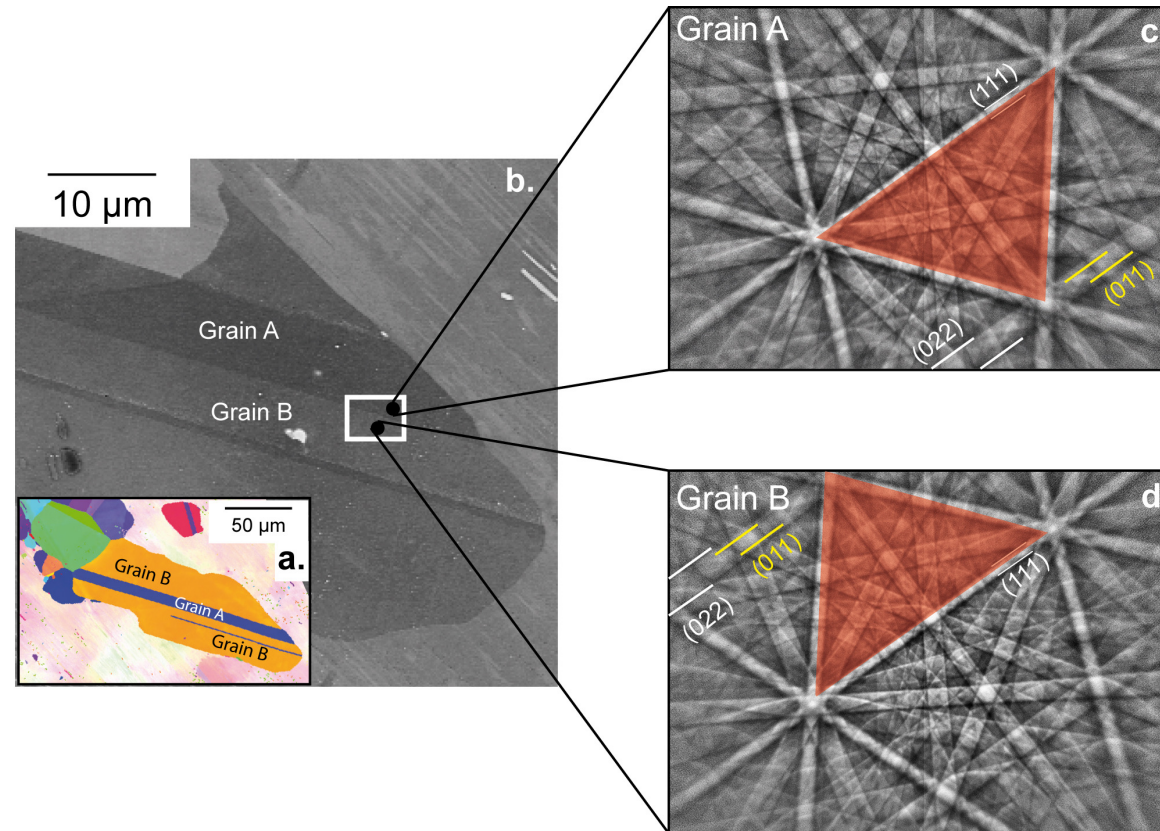 10 µm
b.
Grain A
Grain B
50 µm
a.
Grain B
Grain A
Grain B
Grain A
c
(111)
(011)
(022)
Grain B
d
(011)
(022)
(111)